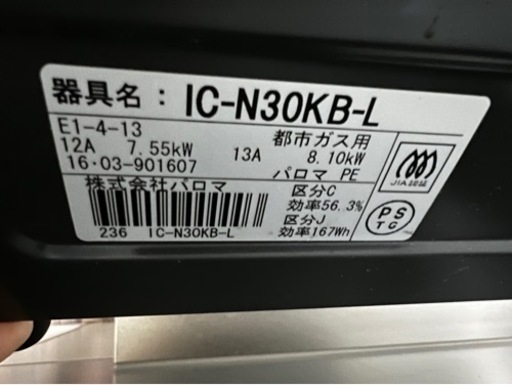 器具名： IC-N30KB-L
E1-4-13 都市ガス用
12A 7.55kW 13A 8.10kW
16・03-901607 パロマ PE
株式会社パロマ 区分C
効率56.3%
区分J
236 IC-N30KB-L 効率167Wh
JIA認証
PS
TG